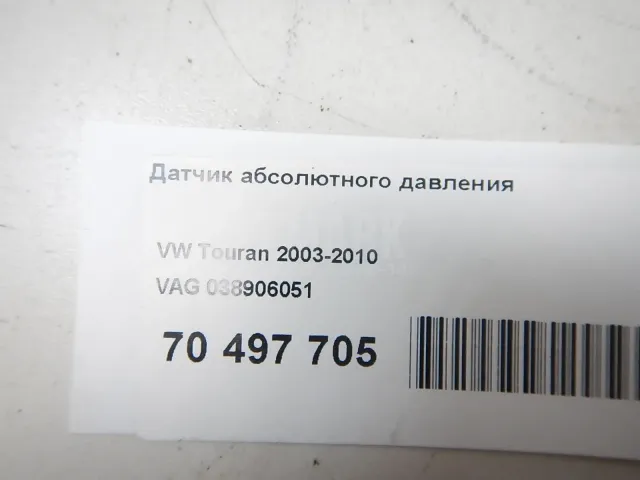 Датчик абсолютного давления
VW Touran 2003-2010
VAG 038906051
70 497 705